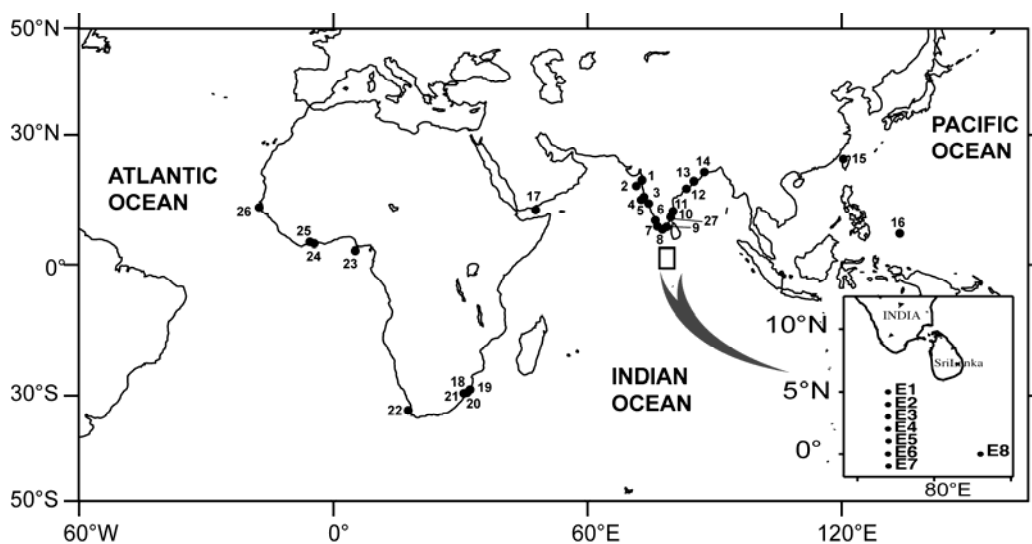 50°N
30°N
0°
30°S
50°S
60°W
0°
60°E
120°E
ATLANTIC
OCEAN
PACIFIC
OCEAN
INDIAN
OCEAN
1
2
3
4
5
6
7
8
9
10
11
12
13
14
15
16
17
18
19
20
21
22
23
24
25
26
27
10°N
5°N
0°
80°E
INDIA
SriLanka
E1
E2
E3
E4
E5
E6
E7
E8